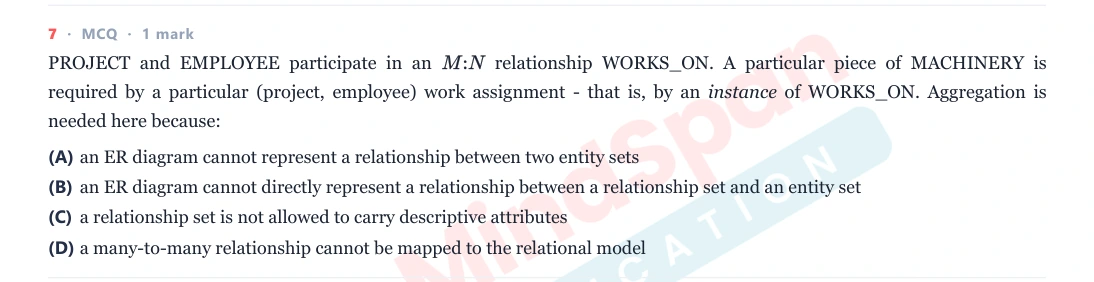 7 · MCQ · 1 mark
PROJECT and EMPLOYEE participate in an M:N relationship WORKS_ON. A particular piece of MACHINERY is
required by a particular (project, employee) work assignment - that is, by an instance of WORKS_ON. Aggregation is
needed here because:
(A) an ER diagram cannot represent a relationship between two entity sets
(B) an ER diagram cannot directly represent a relationship between a relationship set and an entity set
(C) a relationship set is not allowed to carry descriptive attributes
(D) a many-to-many relationship cannot be mapped to the relational model
Mindspan
CATION